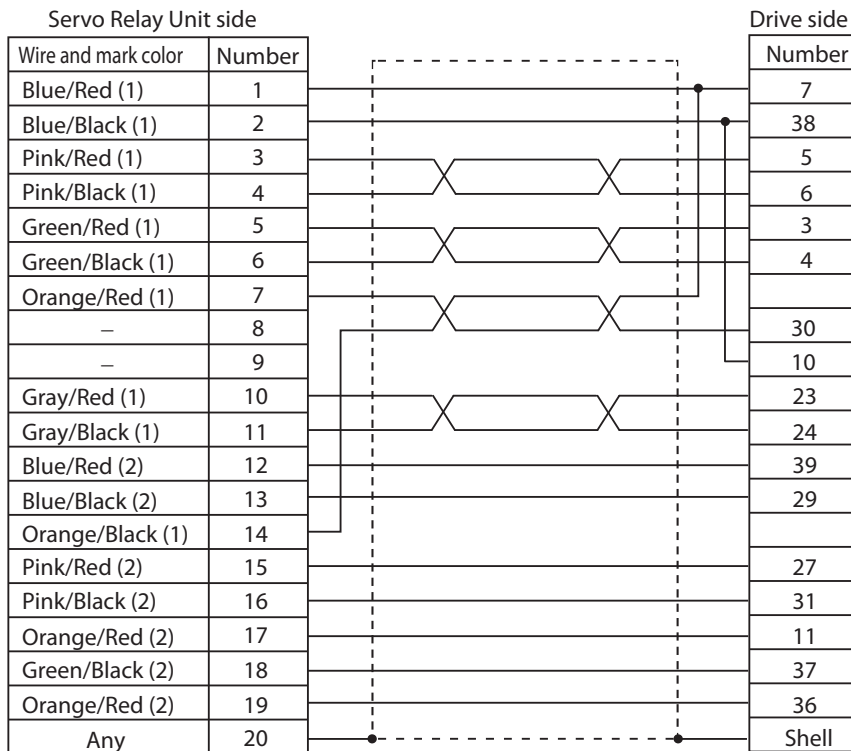 Servo Relay Unit side Drive side
Wire and mark color Number Number
Blue/Red (1) 1 7
Blue/Black (1) 2 38
Pink/Red (1) 3 5
Pink/Black (1) 4 6
Green/Red (1) 5 3
Green/Black (1) 6 4
Orange/Red (1) 7
– 8 30
– 9 10
Gray/Red (1) 10 23
Gray/Black (1) 11 24
Blue/Red (2) 12 39
Blue/Black (2) 13 29
Orange/Black (1) 14
Pink/Red (2) 15 27
Pink/Black (2) 16 31
Orange/Red (2) 17 11
Green/Black (2) 18 37
Orange/Red (2) 19 36
Any 20 Shell